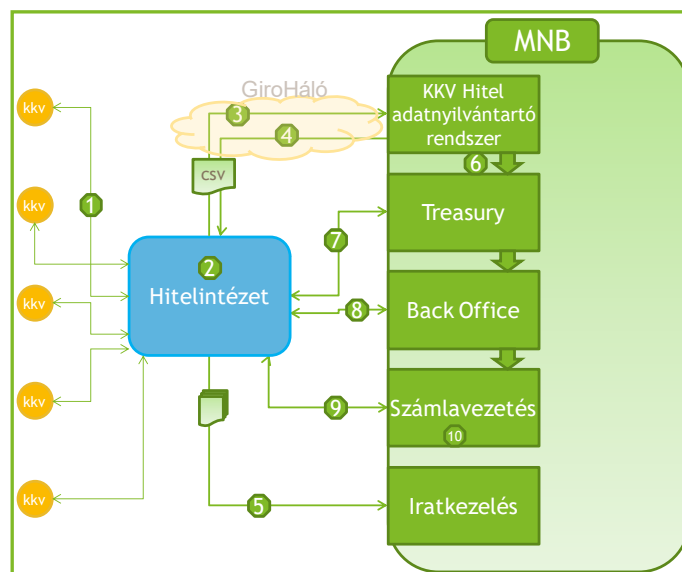 MNB
GiroHáló
kkv
3
KKV Hitel
adatnyilvántartó
rendszer
4
6
CSV
kkv
1
Treasury
7
2
Hitelintézet
kkv
8
Back Office
kkv
9
Számlavezetés
10
kkv
5
Iratkezelés